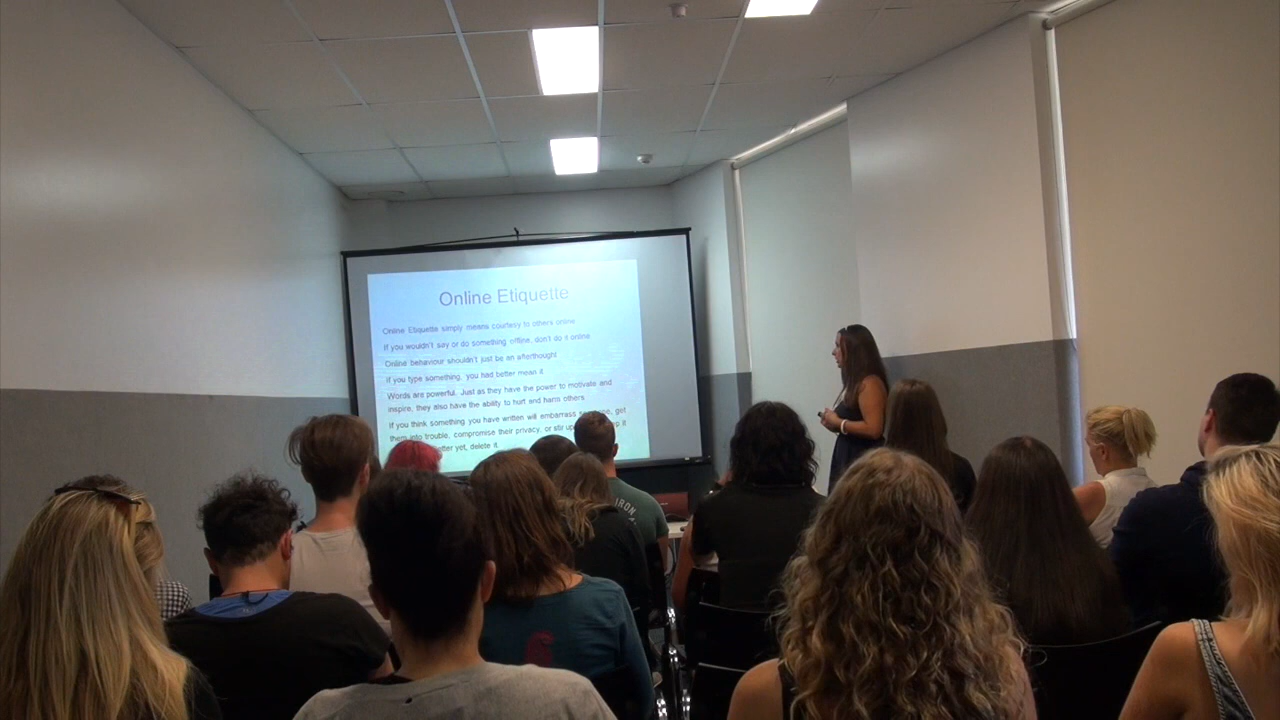 Online Etiquette
Online Etiquette simply means courtesy to others online
If you wouldn't say or do something offline, don't do it online
Online behaviour shouldn't just be an afterthought
If you type something, you had better mean it
Words are powerful. Just as they have the power to motivate and
inspire, they also have the ability to hurt and harm others
If you think something you have written will embarrass get
them into trouble, compromise their privacy, or stir up it
better yet, delete it
IRON